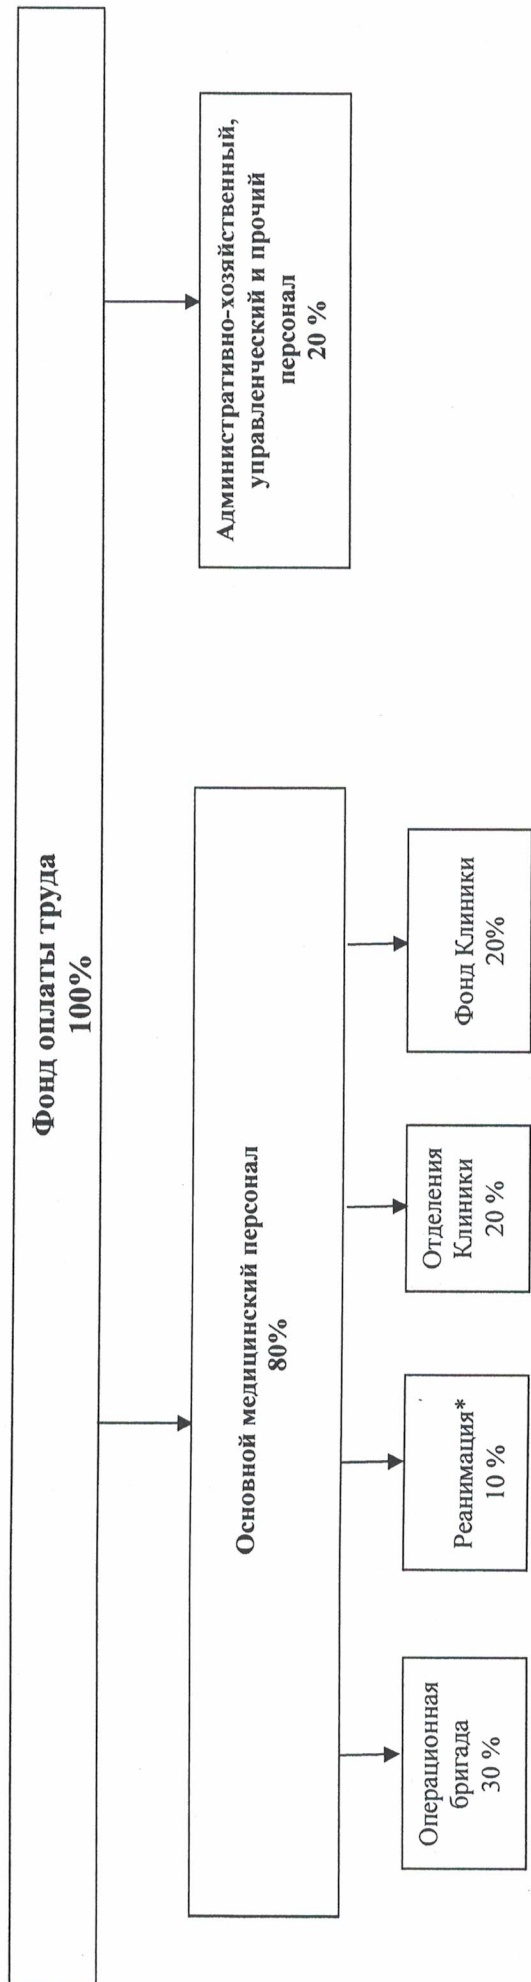 Фонд оплаты труда
100%
Основной медицинский персонал
80%
Административно-хозяйственный,
управленческий и прочий
персонал
20 %
Операционная
бригада
30 %
Реанимация*
10 %
Отделения
Клиники
20 %
Фонд Клиники
20%